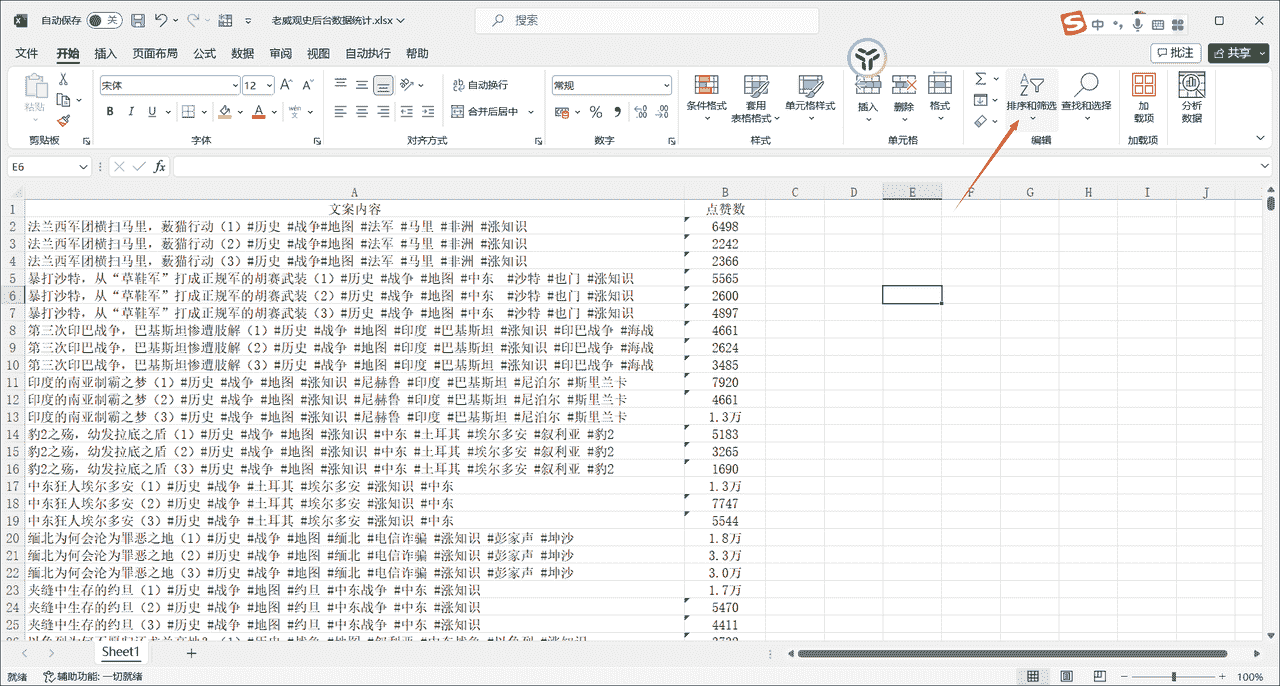 自动保存 关 老威观史后台数据统计.xlsx 搜索 中
文件 开始 插入 页面布局 公式 数据 审阅 视图 自动执行 帮助 批注 共享
粘贴 宋体 12 A A 自动换行 常规 条件格式 套用 表格格式 单元格样式 插入 删除 格式 排序和筛选 查找和选择 加载项 分析数据
B I U A 合并后居中 %
剪贴板 字体 对齐方式 数字 样式 单元格 编辑 加载项
E6 fx
A B C D E F G H I J
1 文案内容 点赞数
2 法兰西军团横扫马里，薮猫行动（1）#历史 #战争#地图 #法军 #马里 #非洲 #涨知识 6498
3 法兰西军团横扫马里，薮猫行动（2）#历史 #战争#地图 #法军 #马里 #非洲 #涨知识 2242
4 法兰西军团横扫马里，薮猫行动（3）#历史 #战争#地图 #法军 #马里 #非洲 #涨知识 2366
5 暴打沙特，从“草鞋军”打成正规军的胡赛武装（1）#历史 #战争 #地图 #中东 #沙特 #也门 #涨知识 5565
6 暴打沙特，从“草鞋军”打成正规军的胡赛武装（2）#历史 #战争 #地图 #中东 #沙特 #也门 #涨知识 2600
7 暴打沙特，从“草鞋军”打成正规军的胡赛武装（3）#历史 #战争 #地图 #中东 #沙特 #也门 #涨知识 4897
8 第三次印巴战争，巴基斯坦惨遭肢解（1）#历史 #战争 #地图 #印度 #巴基斯坦 #涨知识 #印巴战争 #海战 4661
9 第三次印巴战争，巴基斯坦惨遭肢解（2）#历史 #战争 #地图 #印度 #巴基斯坦 #涨知识 #印巴战争 #海战 2624
10 第三次印巴战争，巴基斯坦惨遭肢解（3）#历史 #战争 #地图 #印度 #巴基斯坦 #涨知识 #印巴战争 #海战 3485
11 印度的南亚制霸之梦（1）#历史 #战争 #地图 #涨知识 #尼赫鲁 #印度 #巴基斯坦 #尼泊尔 #斯里兰卡 7920
12 印度的南亚制霸之梦（2）#历史 #战争 #地图 #涨知识 #尼赫鲁 #印度 #巴基斯坦 #尼泊尔 #斯里兰卡 4661
13 印度的南亚制霸之梦（3）#历史 #战争 #地图 #涨知识 #尼赫鲁 #印度 #巴基斯坦 #尼泊尔 #斯里兰卡 1.3万
14 豹2之殇，幼发拉底之盾（1）#历史 #战争 #地图 #涨知识 #中东 #土耳其 #埃尔多安 #叙利亚 #豹2 5183
15 豹2之殇，幼发拉底之盾（2）#历史 #战争 #地图 #涨知识 #中东 #土耳其 #埃尔多安 #叙利亚 #豹2 3265
16 豹2之殇，幼发拉底之盾（3）#历史 #战争 #地图 #涨知识 #中东 #土耳其 #埃尔多安 #叙利亚 #豹2 1690
17 中东狂人埃尔多安（1）#历史 #战争 #土耳其 #埃尔多安 #涨知识 #中东 1.3万
18 中东狂人埃尔多安（2）#历史 #战争 #土耳其 #埃尔多安 #涨知识 #中东 7747
19 中东狂人埃尔多安（3）#历史 #战争 #土耳其 #埃尔多安 #涨知识 #中东 5544
20 缅北为何会沦为罪恶之地（1）#历史 #战争 #地图 #缅北 #电信诈骗 #涨知识 #彭家声 #坤沙 1.8万
21 缅北为何会沦为罪恶之地（2）#历史 #战争 #地图 #缅北 #电信诈骗 #涨知识 #彭家声 #坤沙 3.3万
22 缅北为何会沦为罪恶之地（3）#历史 #战争 #地图 #缅北 #电信诈骗 #涨知识 #彭家声 #坤沙 3.0万
23 夹缝中生存的约旦（1）#历史 #战争 #地图 #约旦 #中东战争 #中东 #涨知识 1.7万
24 夹缝中生存的约旦（2）#历史 #战争 #地图 #约旦 #中东战争 #中东 #涨知识 5470
25 夹缝中生存的约旦（3）#历史 #战争 #地图 #约旦 #中东战争 #中东 #涨知识 4411
Sheet1
就绪 辅助功能: 一切就绪 100%